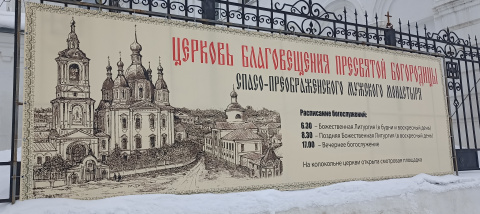 ЦЕРКОВЬ БЛАГОВЕЩЕНИЯ ПРЕСВЯТОЙ БОГОРОДИЦЫ
СПАСО-ПРЕОБРАЖЕНСКОГО МУЖСКОГО МОНАСТЫРЯ
Расписание богослужений:
6.30 – Божественная Литургия (в будни и воскресный день)
8.30 – Поздняя Божественная Литургия (в воскресный день)
17.00 – Вечернее богослужение
На колокольне церкви открыта смотровая площадка